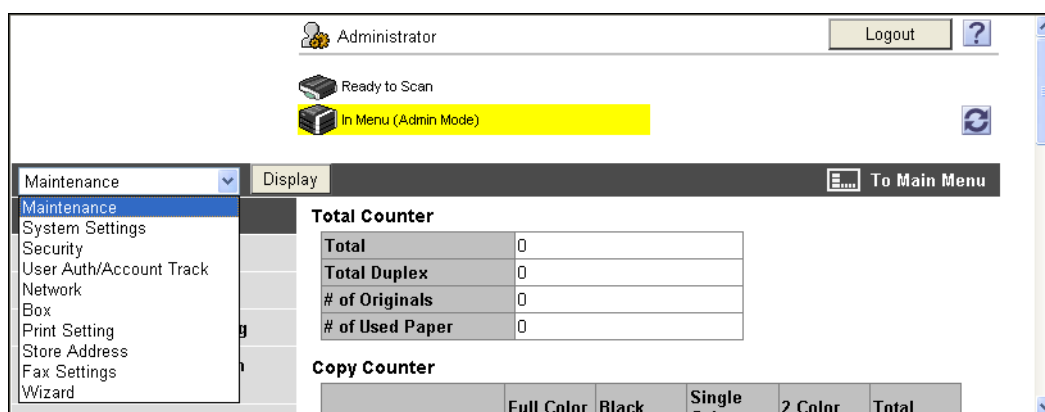 Administrator
Logout
?
Ready to Scan
In Menu (Admin Mode)
Maintenance
Display
To Main Menu
Maintenance
System Settings
Security
User Auth/Account Track
Network
Box
Print Setting
Store Address
Fax Settings
Wizard
Total Counter
Total 0
Total Duplex 0
# of Originals 0
# of Used Paper 0
Copy Counter
Full Color Black Single 2 Color Total